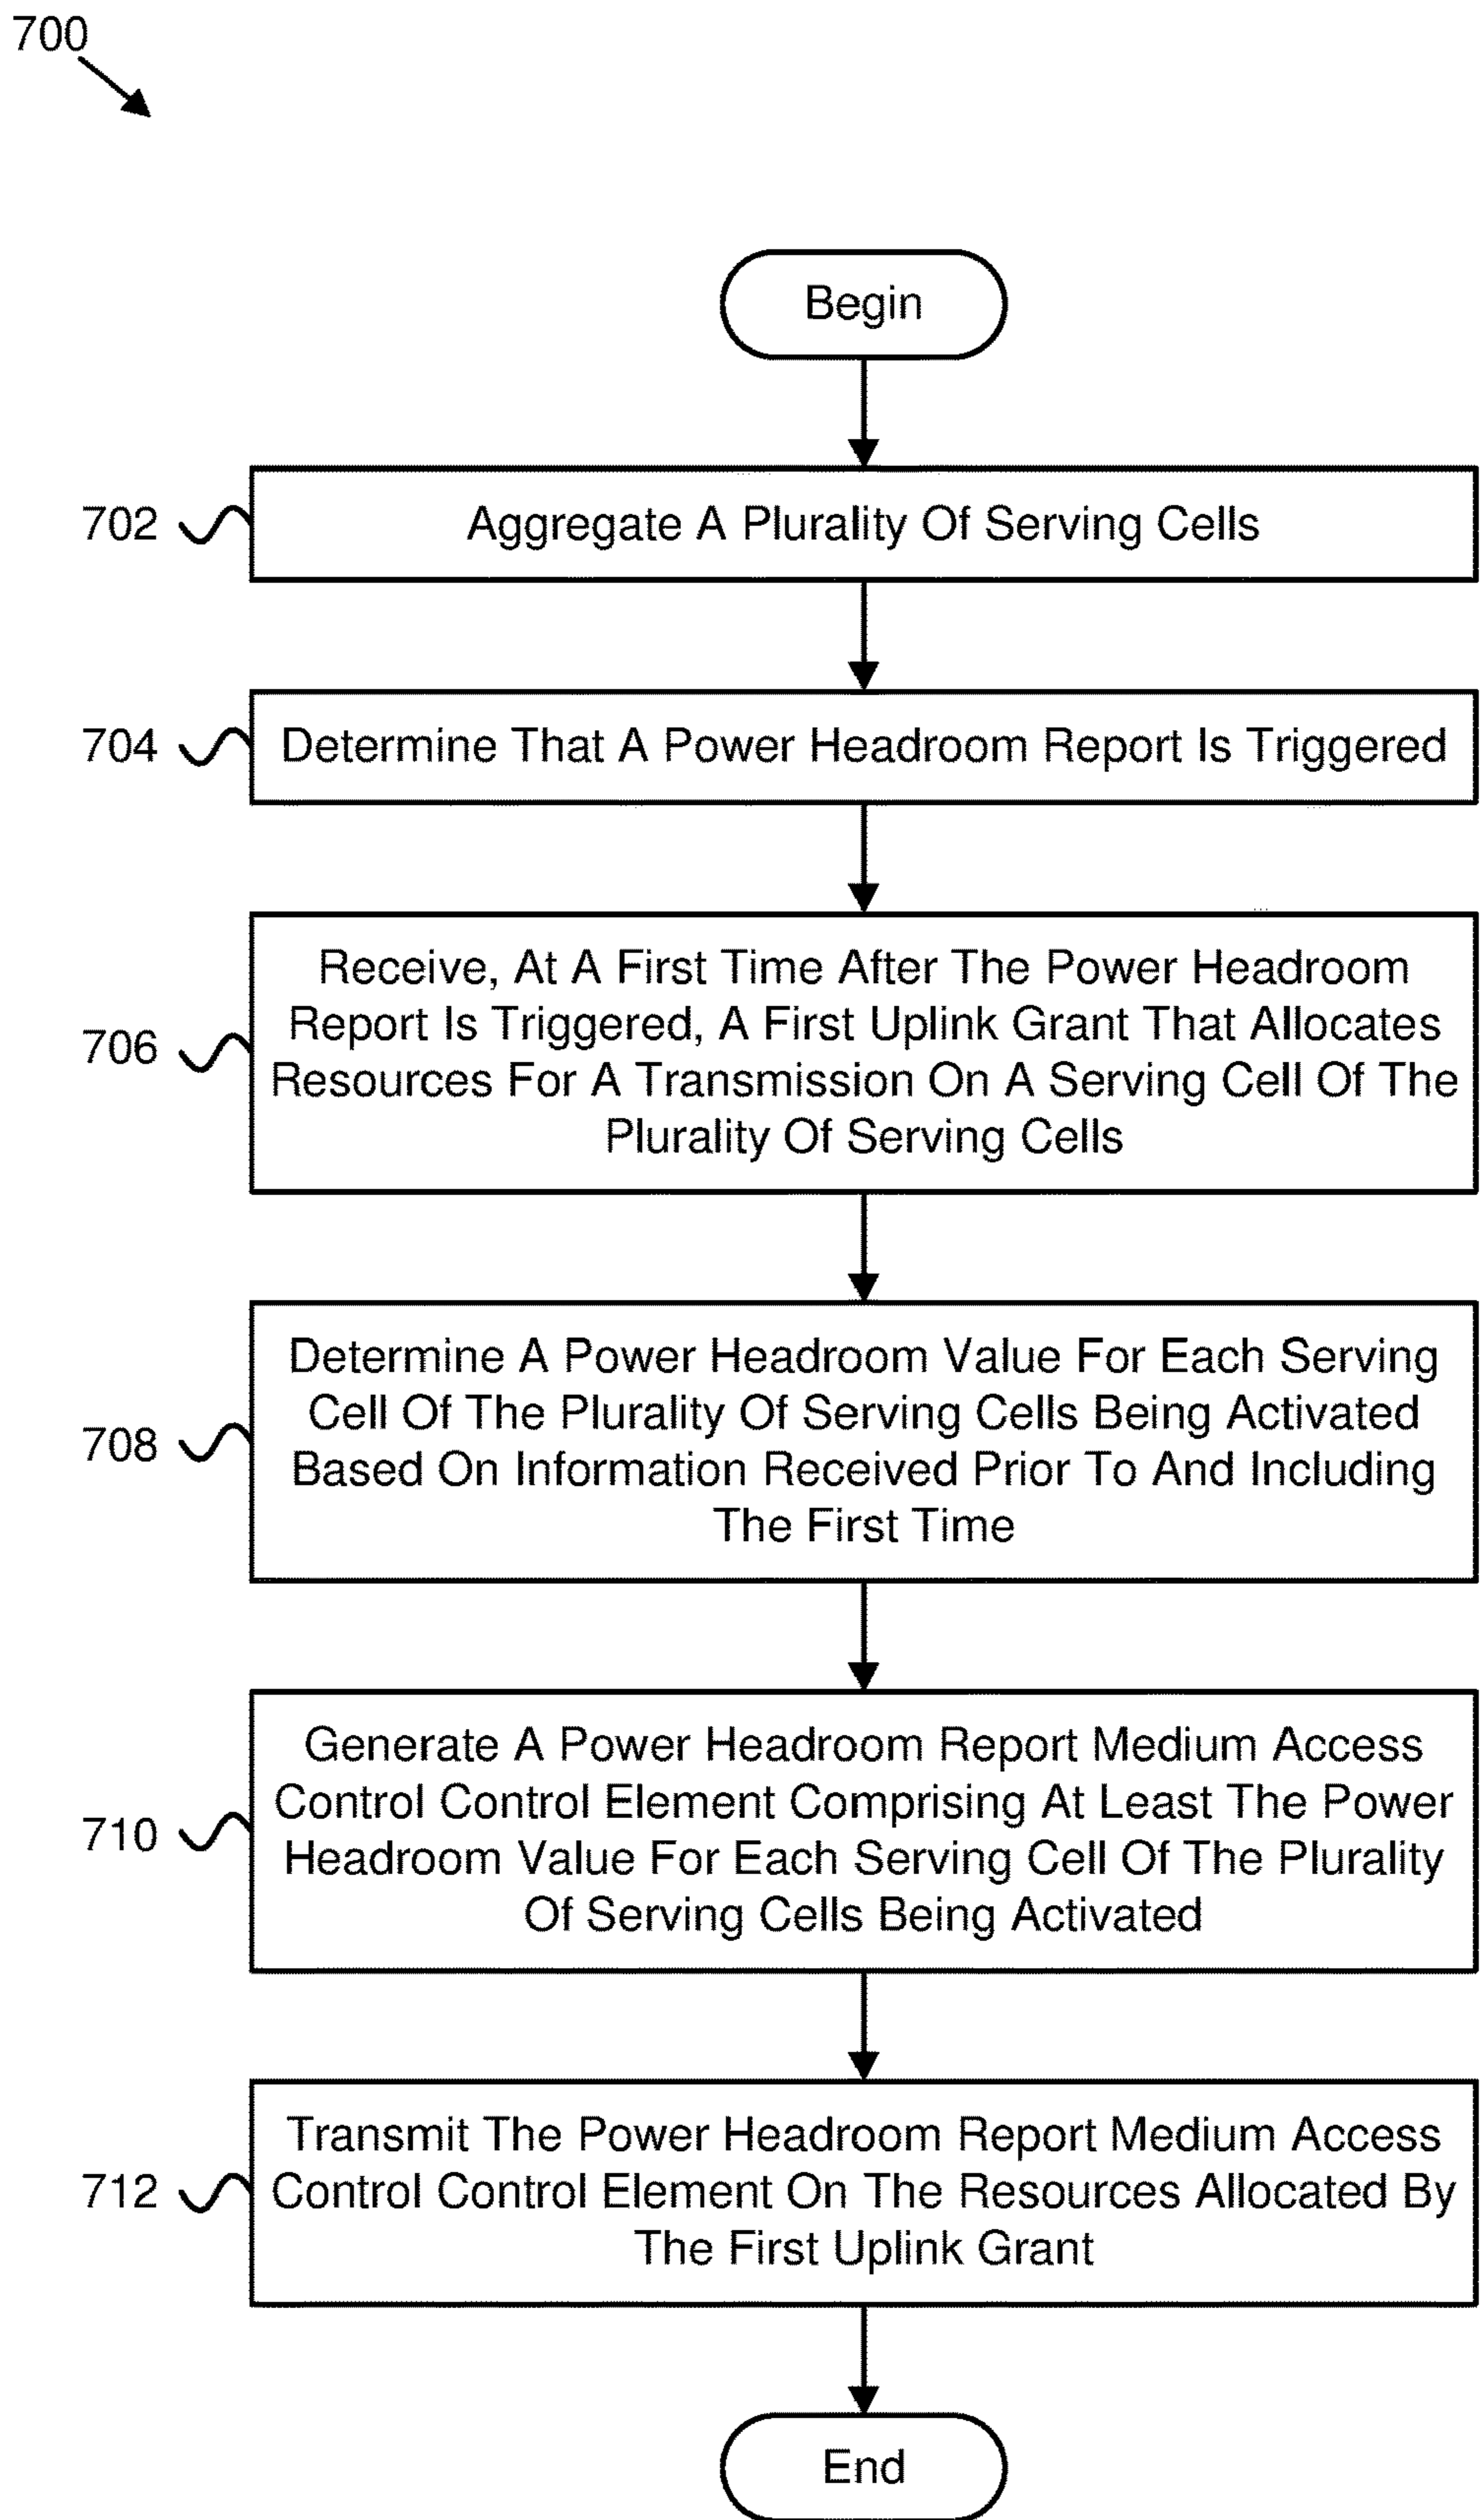 700
Begin
702
Aggregate A Plurality Of Serving Cells
704
Determine That A Power Headroom Report Is Triggered
706
Receive, At A First Time After The Power Headroom
Report Is Triggered, A First Uplink Grant That Allocates
Resources For A Transmission On A Serving Cell Of The
Plurality Of Serving Cells
708
Determine A Power Headroom Value For Each Serving
Cell Of The Plurality Of Serving Cells Being Activated
Based On Information Received Prior To And Including
The First Time
710
Generate A Power Headroom Report Medium Access
Control Control Element Comprising At Least The Power
Headroom Value For Each Serving Cell Of The Plurality
Of Serving Cells Being Activated
712
Transmit The Power Headroom Report Medium Access
Control Control Element On The Resources Allocated By
The First Uplink Grant
End